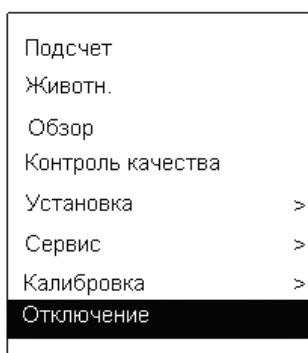 Подсчет
Животн.
Обзор
Контроль качества
Установка >
Сервис >
Калибровка >
Отключение